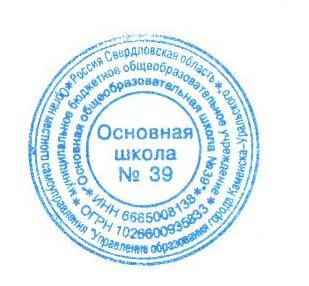 Россия Свердловская область * Орган местного самоуправления "Управление образования города Каменска-Уральского"
* муниципальное бюджетное общеобразовательное учреждение * ОГРН 1026600935833
"Основная общеобразовательная школа №39" * ИНН 6665008138 *
Основная
школа
№ 39